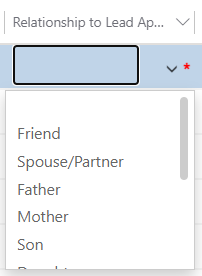 Relationship to Lead Ap...
*
Friend
Spouse/Partner
Father
Mother
Son